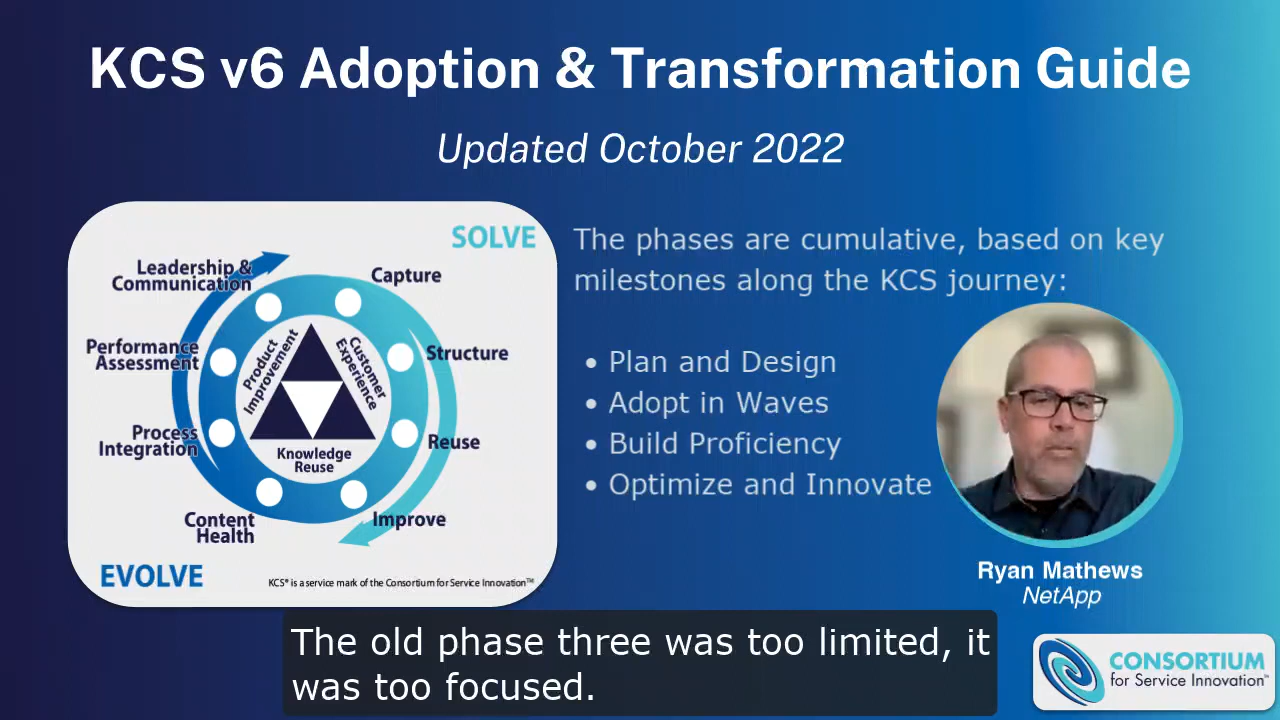 KCS v6 Adoption & Transformation Guide
Updated October 2022
SOLVE
Leadership &
Communication
Capture
Performance
Assessment
Structure
Process
Integration
Reuse
Content
Health
Improve
Product
Improvement
Customer
Experience
Knowledge
Reuse
EVOLVE
KCS® is a service mark of the Consortium for Service Innovation™
The phases are cumulative, based on key
milestones along the KCS journey:
• Plan and Design
• Adopt in Waves
• Build Proficiency
• Optimize and Innovate
Ryan Mathews
NetApp
The old phase three was too limited, it
was too focused.
CONSORTIUM
for Service Innovation™